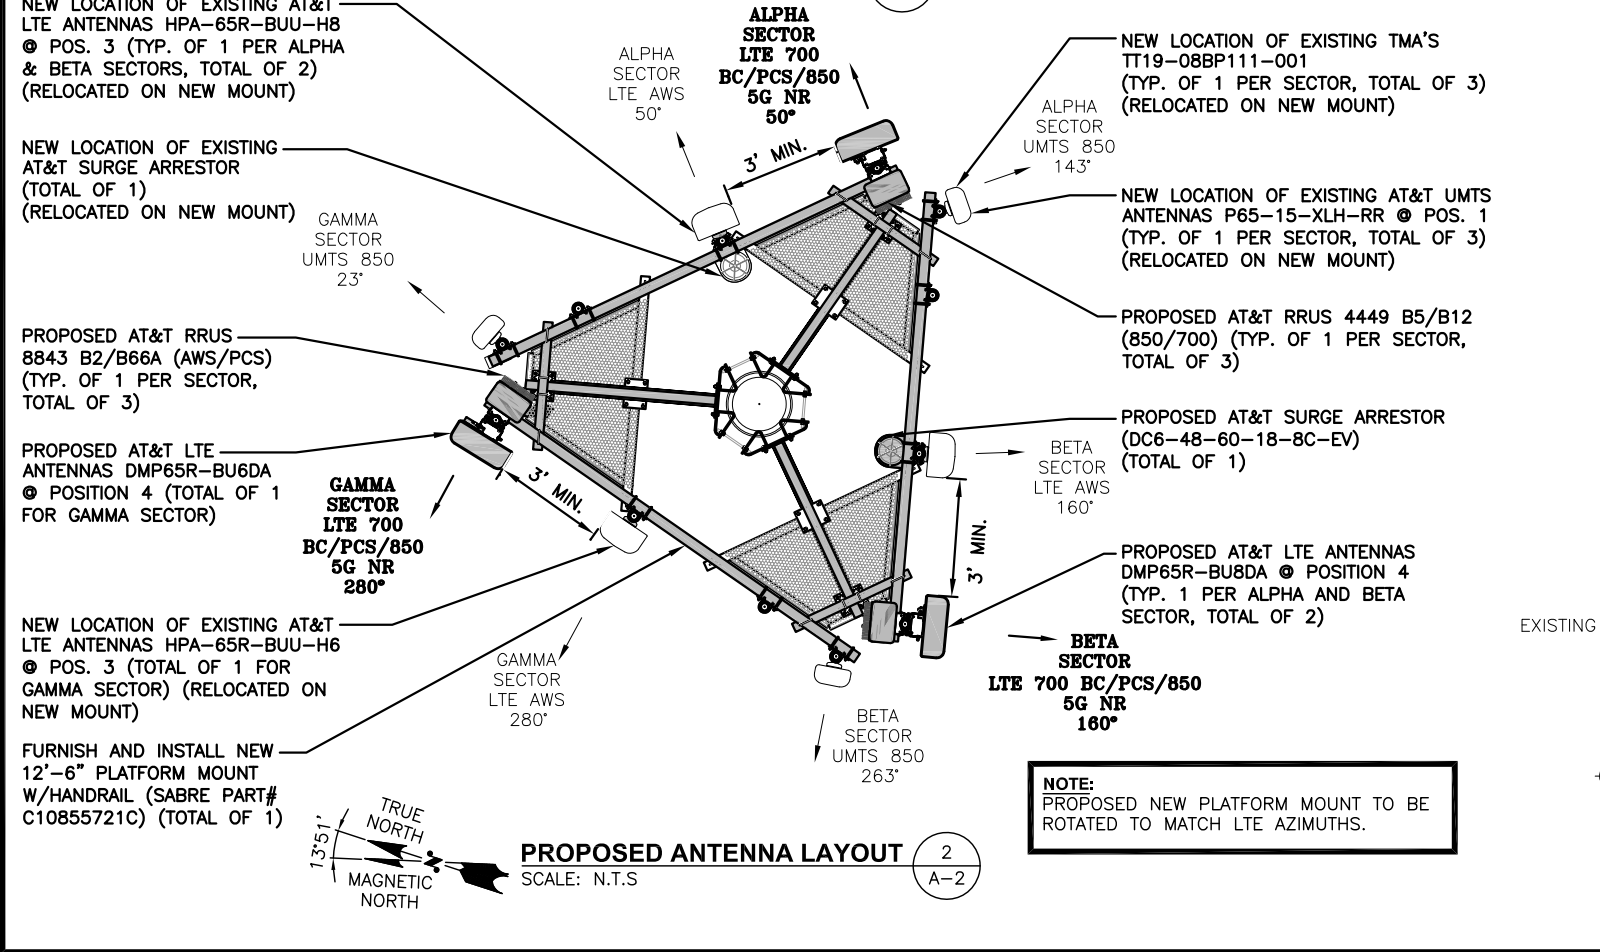 NEW LOCATION OF EXISTING AT&T
LTE ANTENNAS HPA-65R-BUU-H8
@ POS. 3 (TYP. OF 1 PER ALPHA
& BETA SECTORS, TOTAL OF 2)
(RELOCATED ON NEW MOUNT)
NEW LOCATION OF EXISTING
AT&T SURGE ARRESTOR
(TOTAL OF 1)
(RELOCATED ON NEW MOUNT)
GAMMA
SECTOR
UMTS 850
23°
PROPOSED AT&T RRUS
8843 B2/B66A (AWS/PCS)
(TYP. OF 1 PER SECTOR,
TOTAL OF 3)
PROPOSED AT&T LTE
ANTENNAS DMP65R-BU6DA
@ POSITION 4 (TOTAL OF 1
FOR GAMMA SECTOR)
GAMMA
SECTOR
LTE 700
BC/PCS/850
5G NR
280°
NEW LOCATION OF EXISTING AT&T
LTE ANTENNAS HPA-65R-BUU-H6
@ POS. 3 (TOTAL OF 1 FOR
GAMMA SECTOR) (RELOCATED ON
NEW MOUNT)
FURNISH AND INSTALL NEW
12'-6" PLATFORM MOUNT
W/HANDRAIL (SABRE PART#
C10855721C) (TOTAL OF 1)
ALPHA
SECTOR
LTE AWS
50°
ALPHA
SECTOR
LTE 700
BC/PCS/850
5G NR
50°
3' MIN.
ALPHA
SECTOR
UMTS 850
143°
3' MIN.
GAMMA
SECTOR
LTE AWS
280°
BETA
SECTOR
LTE AWS
160°
3' MIN.
BETA
SECTOR
LTE 700 BC/PCS/850
5G NR
160°
BETA
SECTOR
UMTS 850
263°
NEW LOCATION OF EXISTING TMA'S
TT19-08BP111-001
(TYP. OF 1 PER SECTOR, TOTAL OF 3)
(RELOCATED ON NEW MOUNT)
NEW LOCATION OF EXISTING AT&T UMTS
ANTENNAS P65-15-XLH-RR @ POS. 1
(TYP. OF 1 PER SECTOR, TOTAL OF 3)
(RELOCATED ON NEW MOUNT)
PROPOSED AT&T RRUS 4449 B5/B12
(850/700) (TYP. OF 1 PER SECTOR,
TOTAL OF 3)
PROPOSED AT&T SURGE ARRESTOR
(DC6-48-60-18-8C-EV)
(TOTAL OF 1)
PROPOSED AT&T LTE ANTENNAS
DMP65R-BU8DA @ POSITION 4
(TYP. 1 PER ALPHA AND BETA
SECTOR, TOTAL OF 2)
EXISTING
NOTE:
PROPOSED NEW PLATFORM MOUNT TO BE
ROTATED TO MATCH LTE AZIMUTHS.
TRUE
NORTH
13°51'
N
MAGNETIC
NORTH
PROPOSED ANTENNA LAYOUT
SCALE: N.T.S
2
A-2